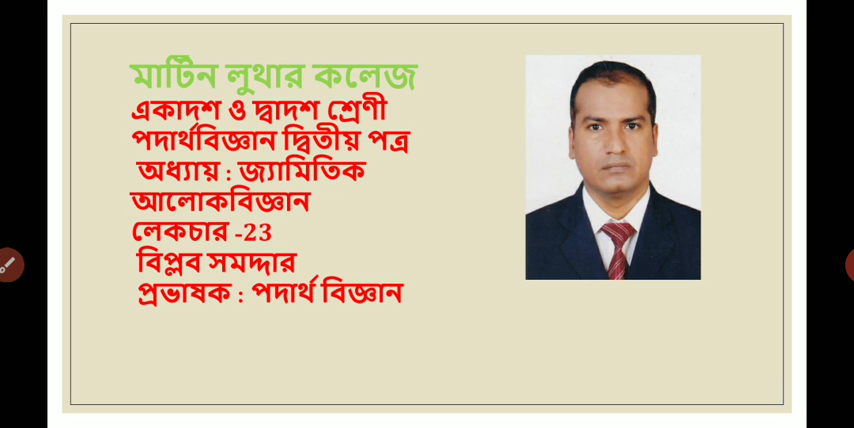 মার্টিন লুথার কলেজ
একাদশ ও দ্বাদশ শ্রেণী
পদার্থবিজ্ঞান দ্বিতীয় পত্র
অধ্যায় : জ্যামিতিক
আলোকবিজ্ঞান
লেকচার -23
বিপ্লব সমদ্দার
প্রভাষক : পদার্থ বিজ্ঞান